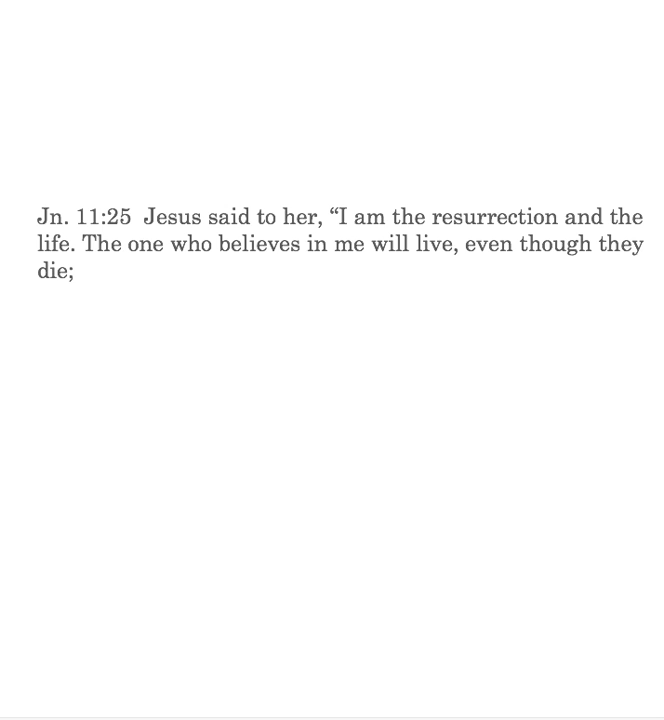 Jn. 11:25  Jesus said to her, “I am the resurrection and the
life. The one who believes in me will live, even though they
die;